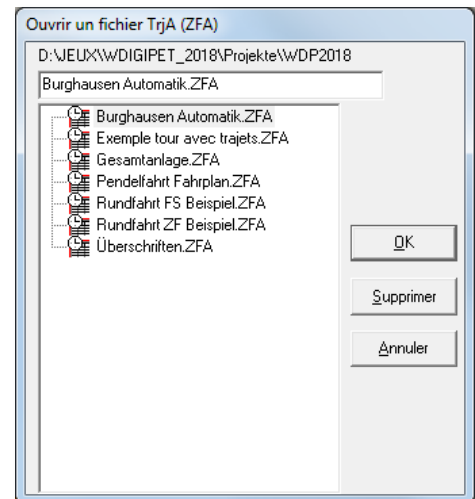 Ouvrir un fichier TrjA (ZFA)
D:\JEUX\WDIGIPET_2018\Projekte\WDP2018
Burghausen Automatik.ZFA
Burghausen Automatik.ZFA
Exemple tour avec trajets.ZFA
Gesamtanlage.ZFA
Pendelfahrt Fahrplan.ZFA
Rundfahrt FS Beispiel.ZFA
Rundfahrt ZF Beispiel.ZFA
Überschriften.ZFA
OK
Supprimer
Annuler